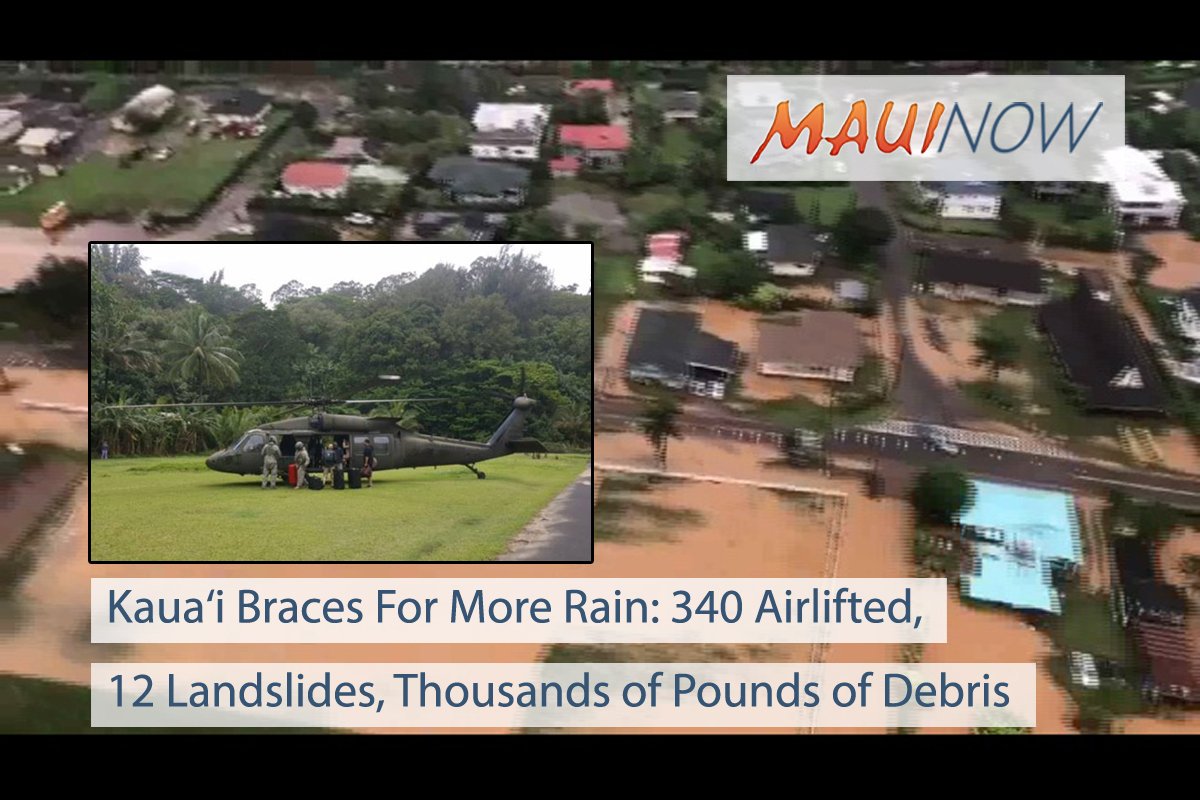 MAUINOW
Kaua‘i Braces For More Rain: 340 Airlifted,
12 Landslides, Thousands of Pounds of Debris